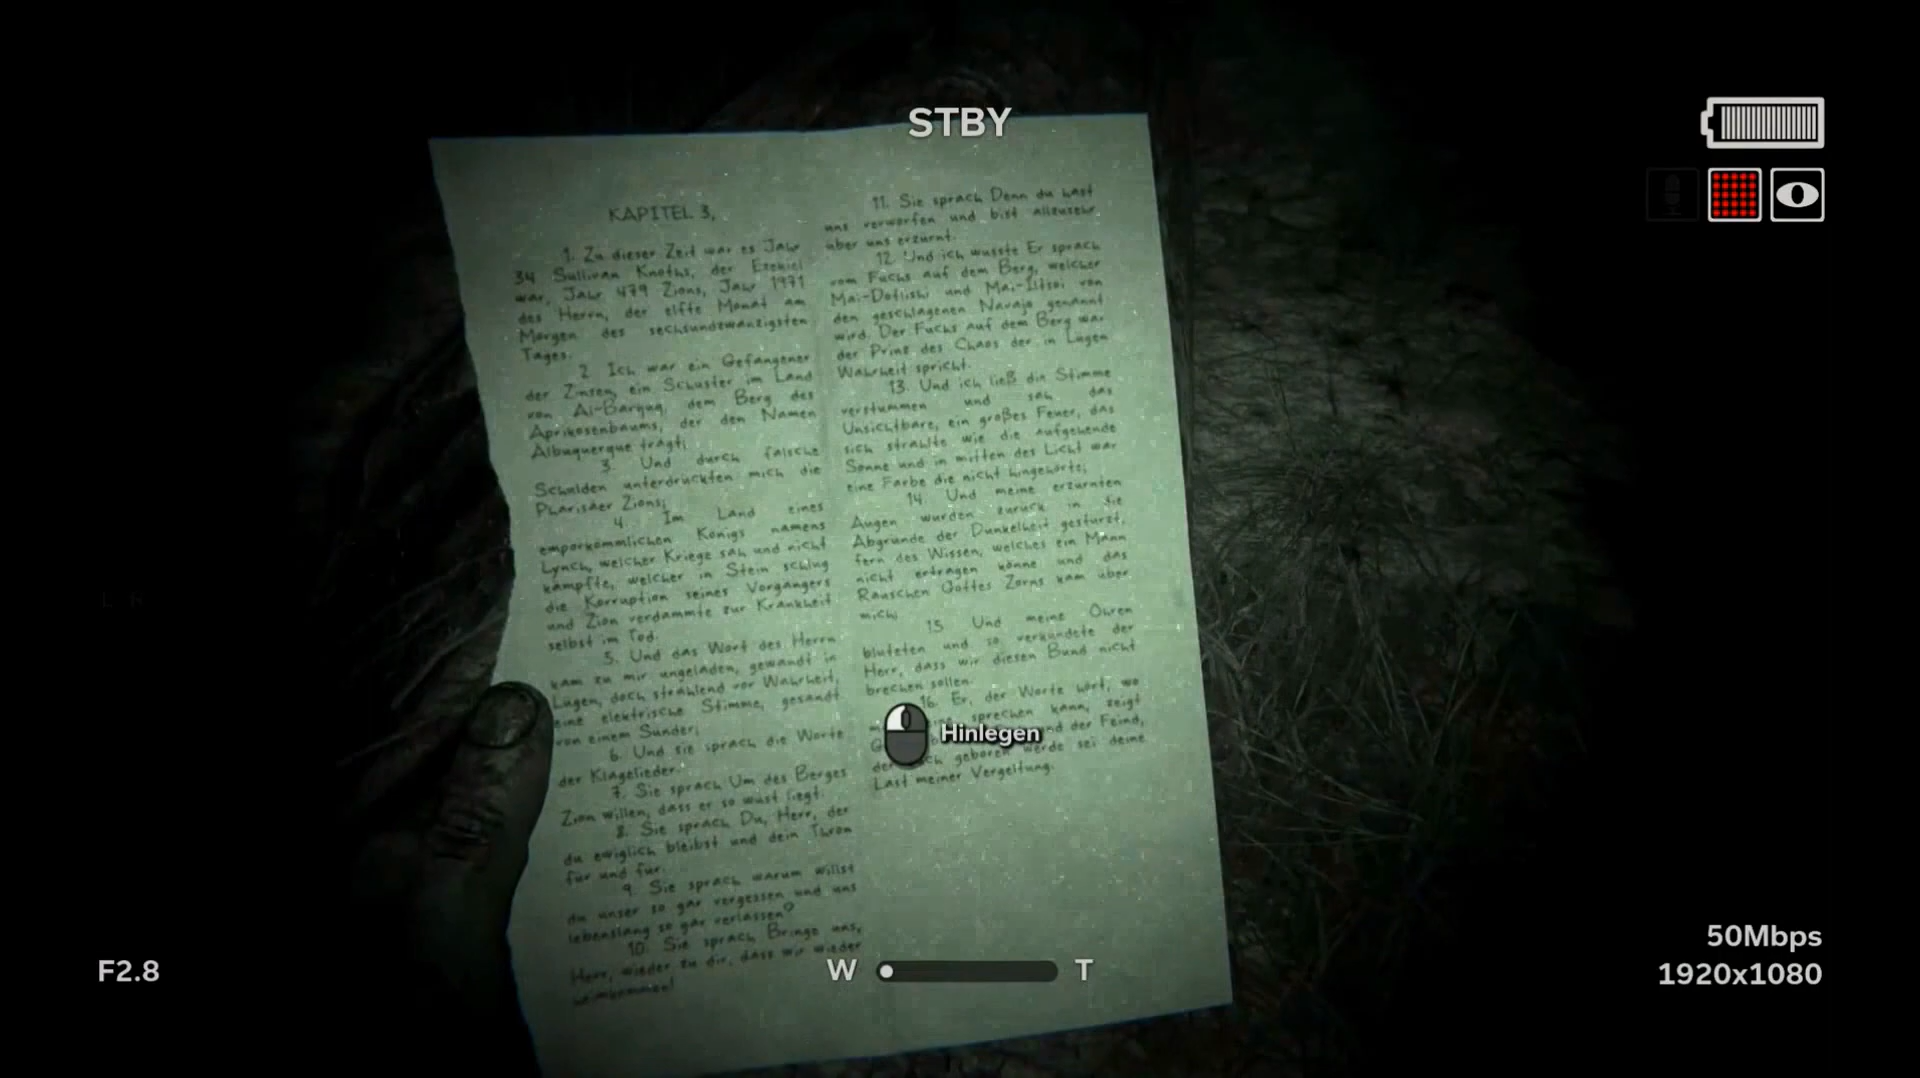 STBY
KAPITEL 3,
1. Zu dieser Zeit war es Jahr
34 Sullivan Knoths, der Ezekiel
war, Jahr 479 Zions, Jahr 1971
des Herrn, der elfte Monat am
Morgen des sechsundzwanzigsten
Tages.
2 Ich war ein Gefangener
der Zinsen, ein Schuster im Land
von Al-Barquq, dem Berg des
Aprikosenbaums, der den Namen
Albuquerque trägt;
3. Und durch falsche
Schulden unterdrückten mich die
Pharisäer Zions;
4. Im Land eines
emporkömmlichen Königs namens
Lynch, welcher Kriege sah und nicht
kämpfte, welcher in Stein schlug
die Korruption seines Vorgängers
und Zion verdammte zur Krankheit
selbst im Tod.
5. Und das Wort des Herrn
kam zu mir ungeladen, gewandt in
Lügen, doch strahlend vor Wahrheit,
eine elektrische Stimme, gesandt
von einem Sünder;
6. Und sie sprach die Worte
der Klagelieder.
7. Sie sprach Um des Berges
Zion willen, dass er so wüst liegt.
8. Sie sprach Du, Herr, der
du ewiglich bleibst und dein Thron
für und für.
9. Sie sprach warum willst
du unser so gar vergessen und uns
lebenslang so gar verlassen?
10. Sie sprach Bringe uns,
Herr, wieder zu dir, dass wir wieder
heimkommen!
11. Sie sprach Denn du hast
uns verworfen und bist allzusehr
über uns erzürnt.
12. Und ich wusste Er sprach
vom Fuchs auf dem Berg, welcher
Mai-Dotlishi und Mai-Iltsoi von
den geschlagenen Navajo genannt
wird. Der Fuchs auf dem Berg war
der Prinz des Chaos der in Lügen
Wahrheit spricht.
13. Und ich ließ die Stimme
verstummen und sah das
Unsichtbare, ein großes Feuer, das
sich strahlte wie die aufgehende
Sonne und in mitten des Licht war
eine Farbe die nicht hingehörte;
14. Und meine erzürnten
Augen wurden zurück in die
Abgründe der Dunkelheit gestürzt,
fern des Wissen, welches ein Mann
nicht ertragen könne und das
Rauschen Gottes Zorns kam über
mich;
15. Und meine Ohren
bluteten und so verkündete der
Herr, dass wir diesen Bund nicht
brechen sollen.
16. Er, der Worte hört, wo
sprechen kann, zeigt
und der Feind,
geboren werde sei deine
Last meiner Vergeltung.
Hinlegen
F2.8
W T
50Mbps
1920x1080